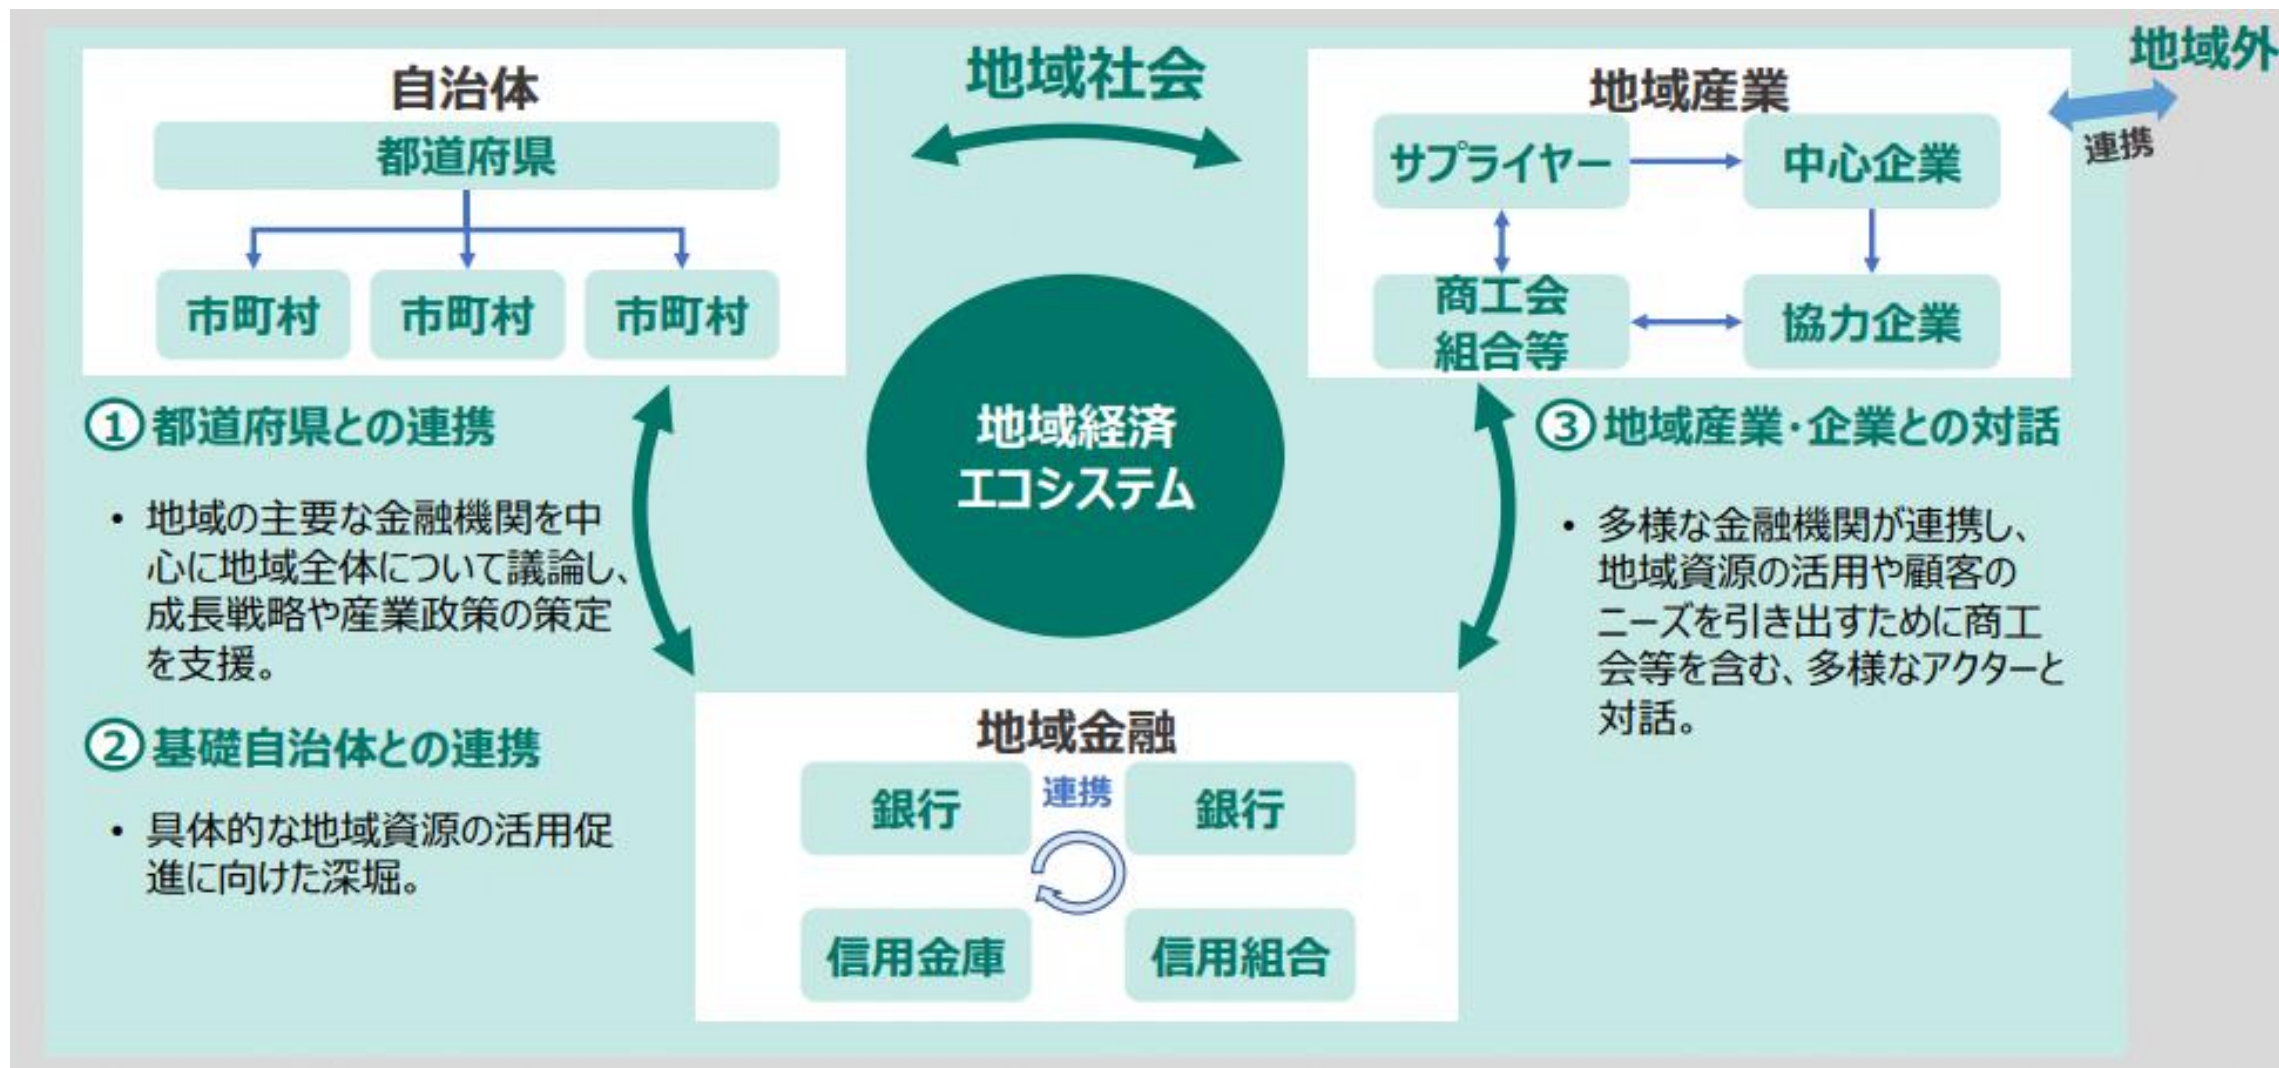 地域社会
地域外
連携
自治体
都道府県
市町村
市町村
市町村
地域産業
サプライヤー
中心企業
商工会
組合等
協力企業
地域経済
エコシステム
①都道府県との連携
• 地域の主要な金融機関を中
心に地域全体について議論し、
成長戦略や産業政策の策定
を支援。
②基礎自治体との連携
• 具体的な地域資源の活用促
進に向けた深堀。
③地域産業・企業との対話
• 多様な金融機関が連携し、
地域資源の活用や顧客の
ニーズを引き出すために商工
会等を含む、多様なアクターと
対話。
地域金融
銀行
連携
銀行
信用金庫
信用組合